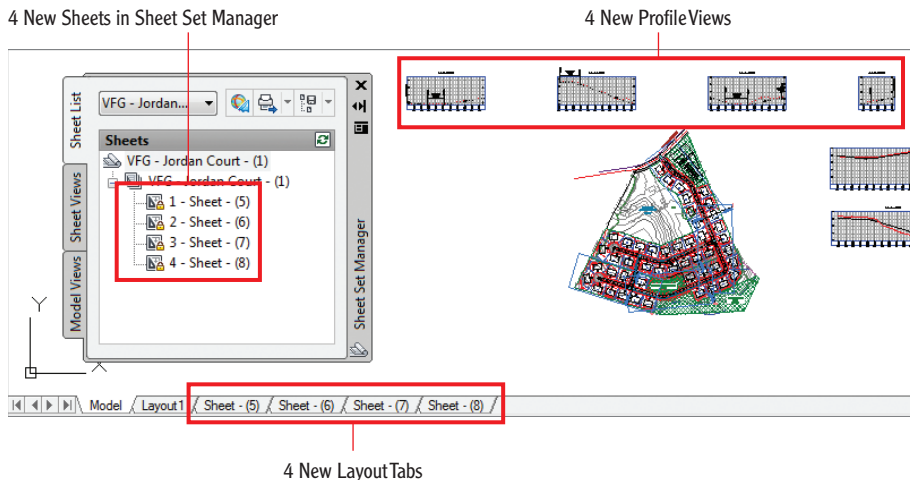 4 New Sheets in Sheet Set Manager
4 New Profile Views
Sheet List
Sheet Views
Model Views
VFG - Jordan...
Sheets
VFG - Jordan Court - (1)
VFG - Jordan Court - (1)
1 - Sheet - (5)
2 - Sheet - (6)
3 - Sheet - (7)
4 - Sheet - (8)
Sheet Set Manager
Y
X
Model
Layout1
Sheet - (5)
Sheet - (6)
Sheet - (7)
Sheet - (8)
4 New Layout Tabs